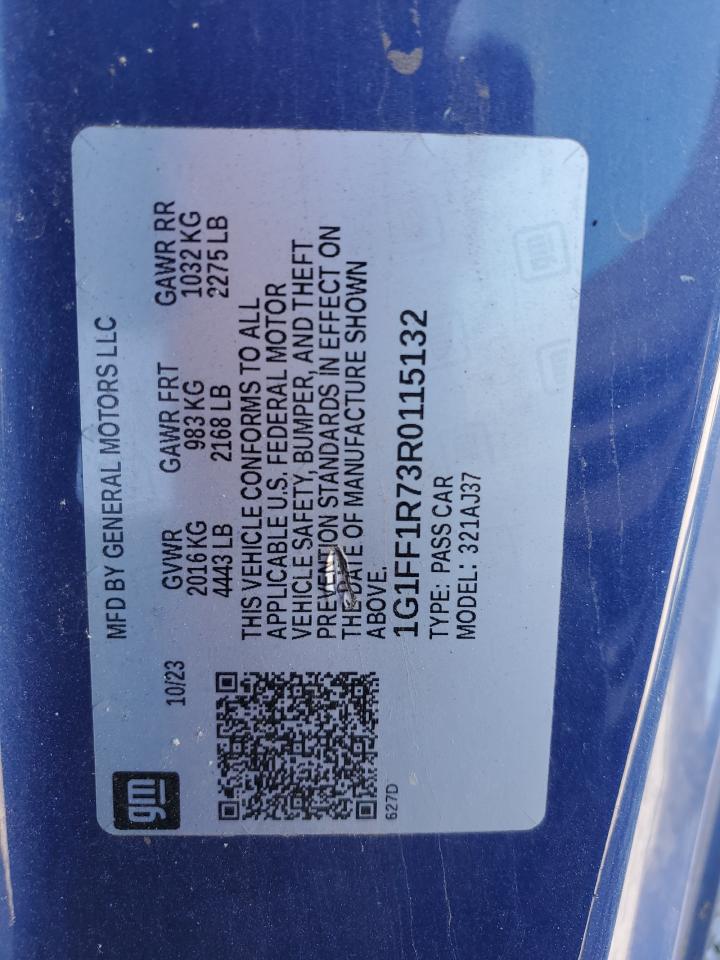 MFD BY GENERAL MOTORS LLC
10/23
GVWR GAWR FRT GAWR RR
2016 KG 983 KG 1032 KG
4443 LB 2168 LB 2275 LB
THIS VEHICLE CONFORMS TO ALL
APPLICABLE U.S. FEDERAL MOTOR
VEHICLE SAFETY, BUMPER, AND THEFT
PREVENTION STANDARDS IN EFFECT ON
THE DATE OF MANUFACTURE SHOWN
ABOVE.
1G1FF1R73R0115132
TYPE: PASS CAR
MODEL: 321AJ37
gm
627D
gm
gm